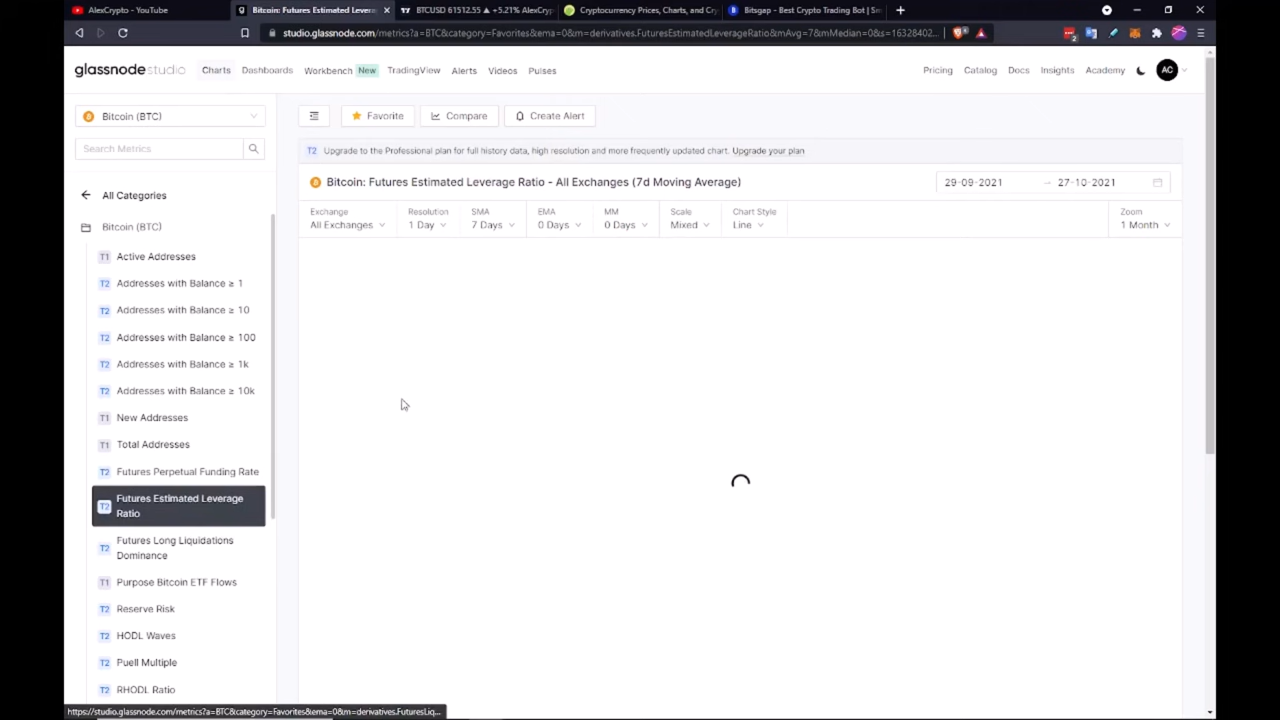 AlexCrypto - YouTube
Bitcoin: Futures Estimated Levera
BTCUSD 61512.55 ▲ +5.21% AlexCryp
Cryptocurrency Prices, Charts, and Cry
Bitsgap - Best Crypto Trading Bot | Sm
studio.glassnode.com/metrics?a=BTC&category=Favorites&ema=0&m=derivatives.FuturesEstimatedLeverageRatio&mAvg=7&mMedian=0&s=16328402...
glassnode studio
Charts
Dashboards
Workbench New
TradingView
Alerts
Videos
Pulses
Pricing
Catalog
Docs
Insights
Academy
AC
Bitcoin (BTC)
Search Metrics
All Categories
Bitcoin (BTC)
T1 Active Addresses
T2 Addresses with Balance ≥ 1
T2 Addresses with Balance ≥ 10
T2 Addresses with Balance ≥ 100
T2 Addresses with Balance ≥ 1k
T2 Addresses with Balance ≥ 10k
T1 New Addresses
T1 Total Addresses
T2 Futures Perpetual Funding Rate
T2 Futures Estimated Leverage
Ratio
T2 Futures Long Liquidations
Dominance
T1 Purpose Bitcoin ETF Flows
T2 Reserve Risk
T2 HODL Waves
T2 Puell Multiple
T2 RHODL Ratio
Favorite
Compare
Create Alert
T2 Upgrade to the Professional plan for full history data, high resolution and more frequently updated chart. Upgrade your plan
Bitcoin: Futures Estimated Leverage Ratio - All Exchanges (7d Moving Average)
29-09-2021 → 27-10-2021
Exchange
All Exchanges
Resolution
1 Day
SMA
7 Days
EMA
0 Days
MM
0 Days
Scale
Mixed
Chart Style
Line
Zoom
1 Month
https://studio.glassnode.com/metrics?a=BTC&category=Favorites&ema=0&m=derivatives.FuturesLiq...